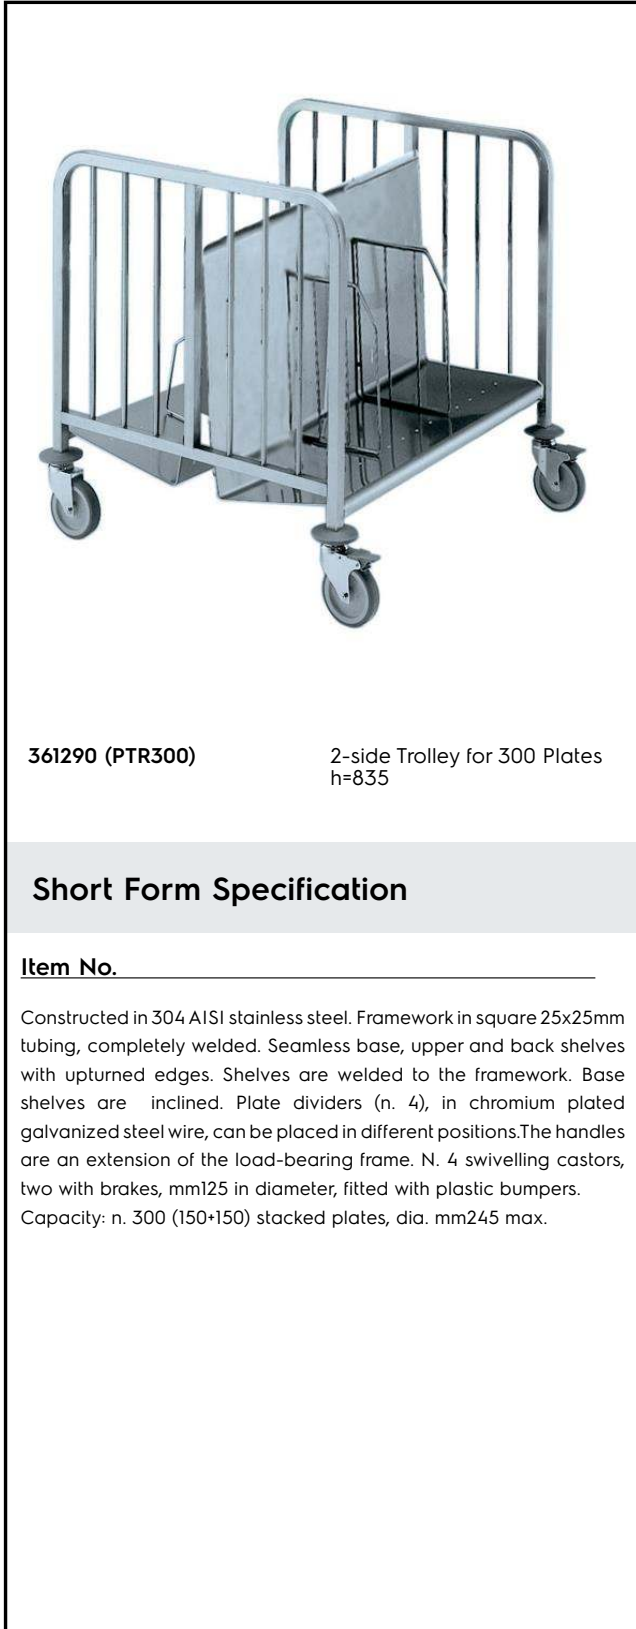 361290 (PTR300)
2-side Trolley for 300 Plates
h=835
Short Form Specification
Item No.
Constructed in 304 AISI stainless steel. Framework in square 25x25mm
tubing, completely welded. Seamless base, upper and back shelves
with upturned edges. Shelves are welded to the framework. Base
shelves are inclined. Plate dividers (n. 4), in chromium plated
galvanized steel wire, can be placed in different positions.The handles
are an extension of the load-bearing frame. N. 4 swivelling castors,
two with brakes, mm125 in diameter, fitted with plastic bumpers.
Capacity: n. 300 (150+150) stacked plates, dia. mm245 max.